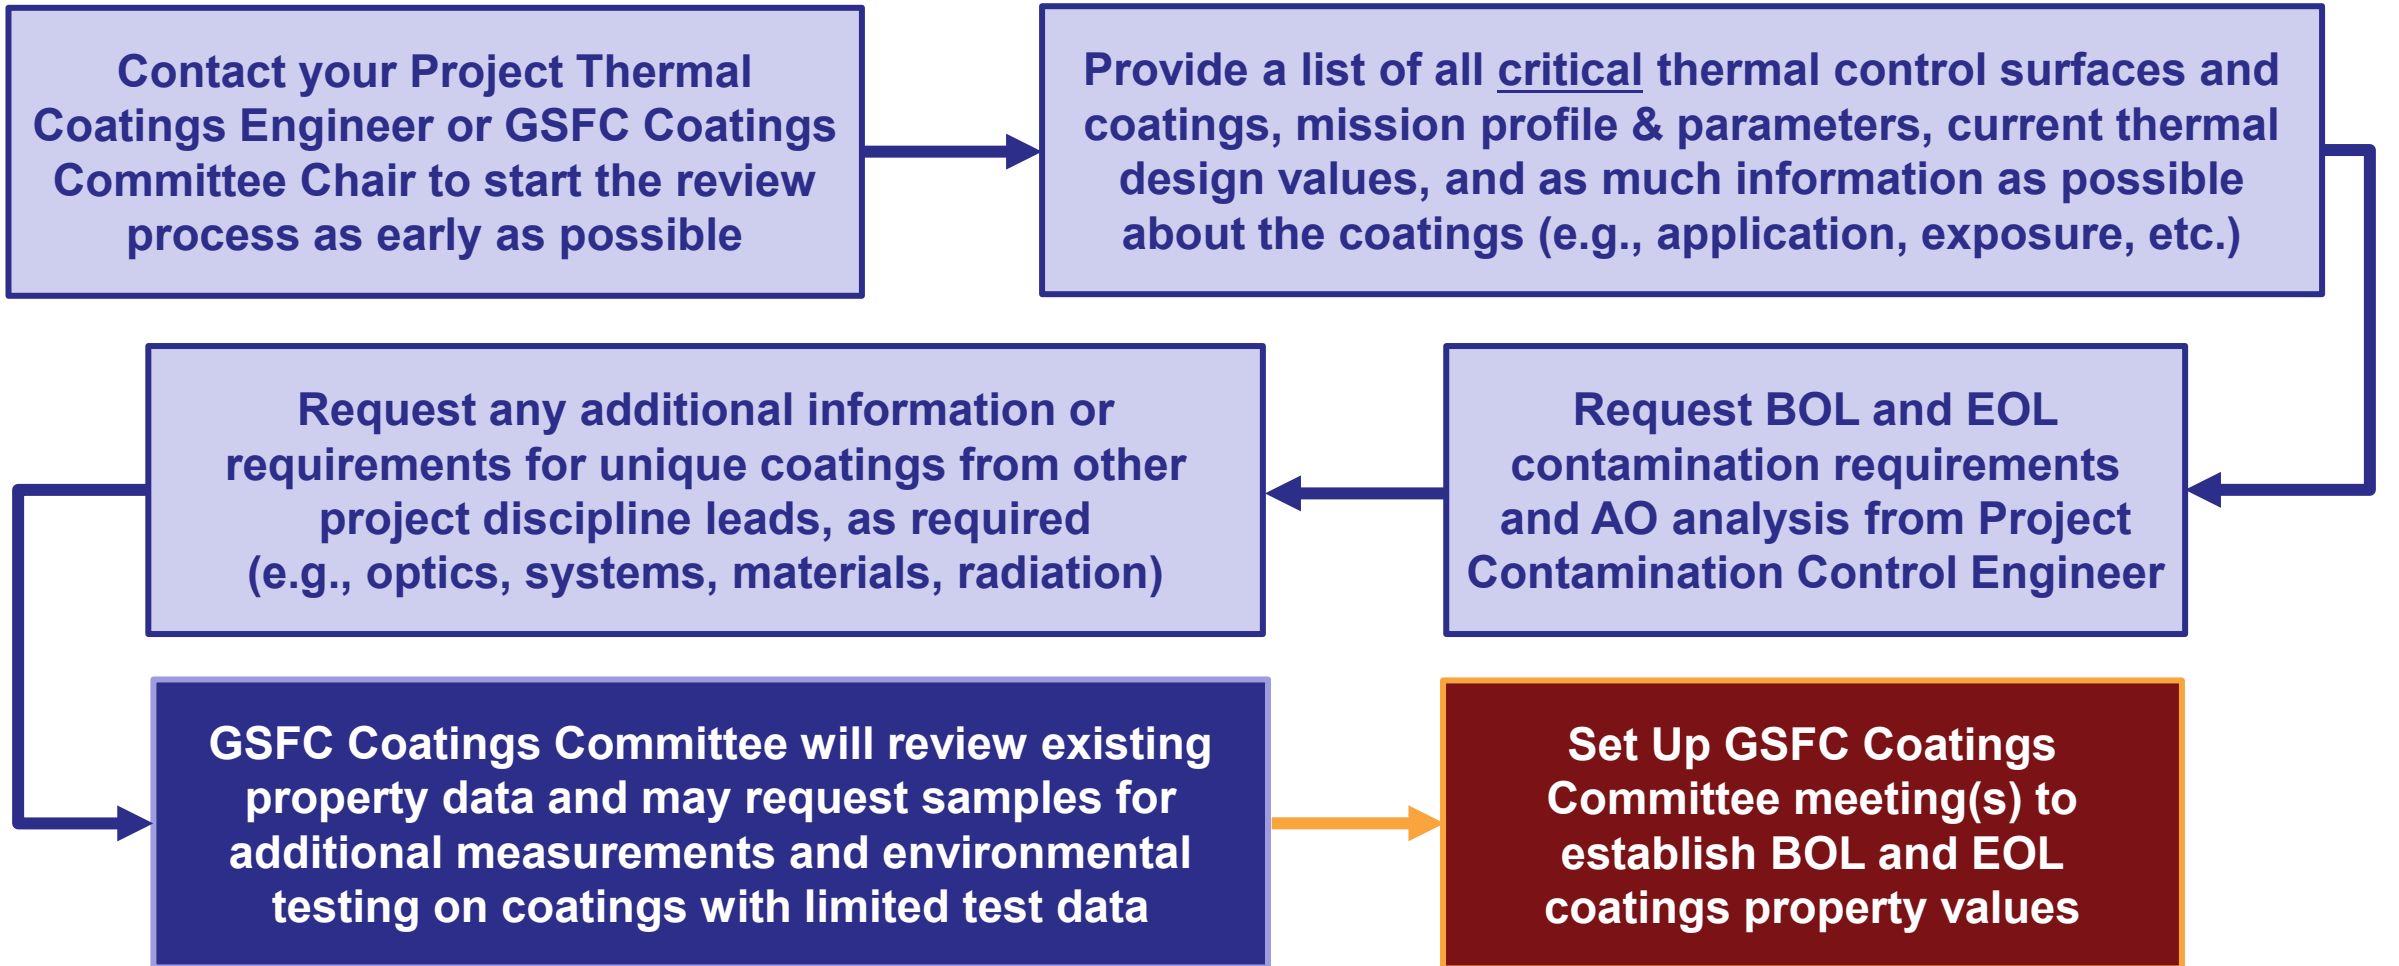 Contact your Project Thermal
Coatings Engineer or GSFC Coatings
Committee Chair to start the review
process as early as possible
Provide a list of all critical thermal control surfaces and
coatings, mission profile & parameters, current thermal
design values, and as much information as possible
about the coatings (e.g., application, exposure, etc.)
Request BOL and EOL
contamination requirements
and AO analysis from Project
Contamination Control Engineer
Request any additional information or
requirements for unique coatings from other
project discipline leads, as required
(e.g., optics, systems, materials, radiation)
GSFC Coatings Committee will review existing
property data and may request samples for
additional measurements and environmental
testing on coatings with limited test data
Set Up GSFC Coatings
Committee meeting(s) to
establish BOL and EOL
coatings property values